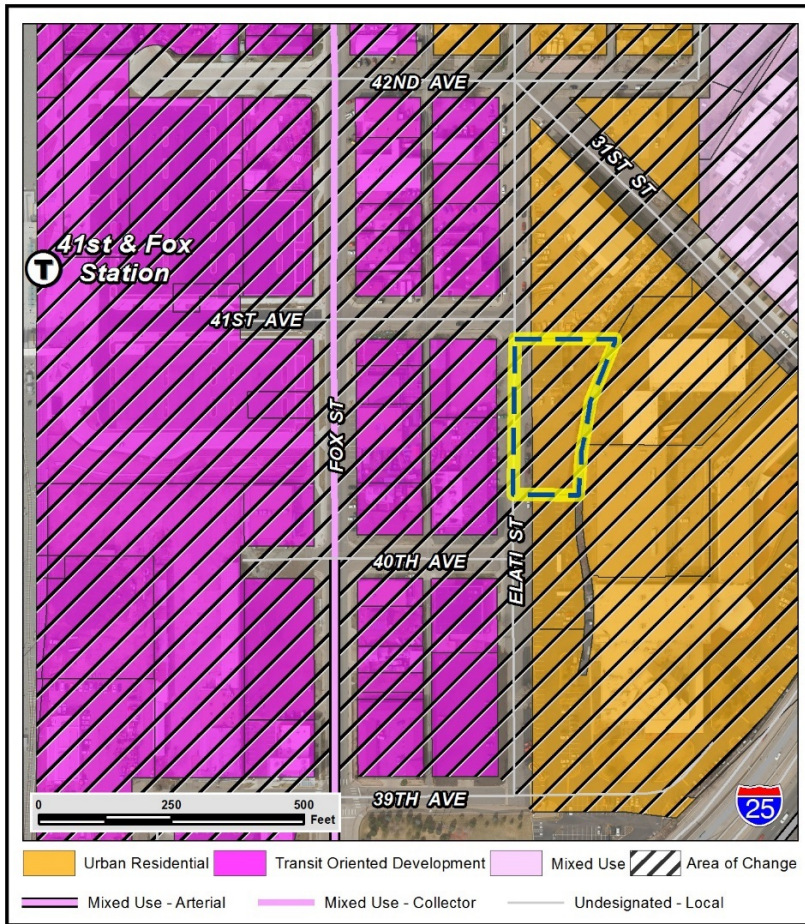 42ND AVE
31ST ST
41st & Fox
Station
T
41ST AVE
FOX ST
ELATI ST
40TH AVE
39TH AVE
0 250 500
Feet
25
Urban Residential Transit Oriented Development Mixed Use Area of Change
Mixed Use - Arterial Mixed Use - Collector Undesignated - Local